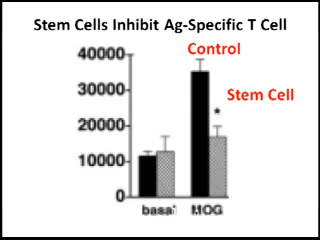 Stem Cells Inhibit Ag-Specific T Cell
40000
Control
30000
Stem Cell
20000
*
10000
0
basal MOG